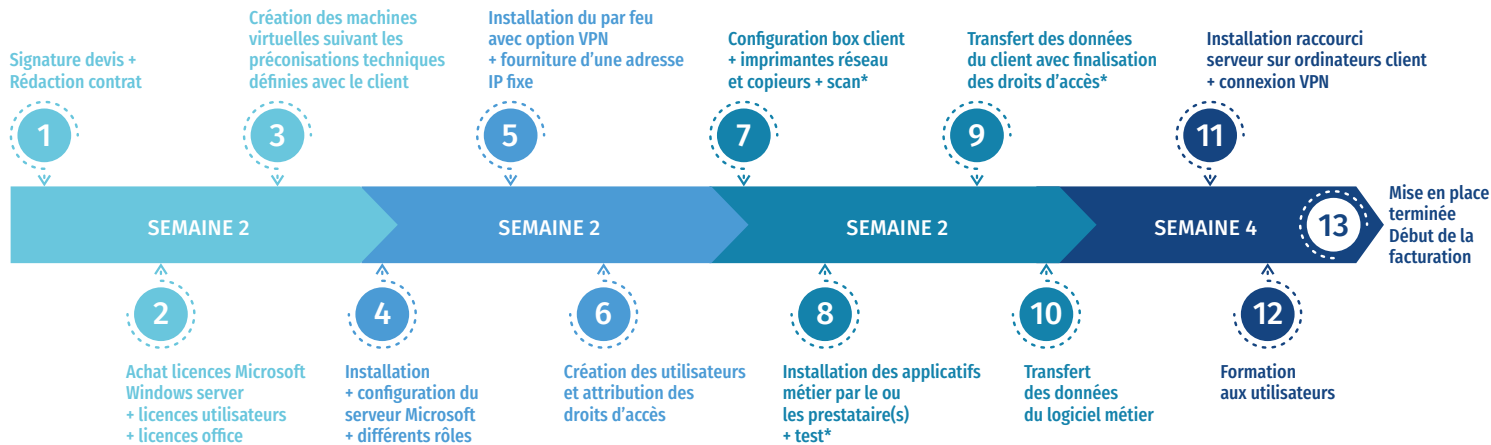 Signature devis +
Rédaction contrat
1
Création des machines
virtuelles suivant les
préconisations techniques
définies avec le client
3
Installation du par feu
avec option VPN
+ fourniture d'une adresse
IP fixe
5
Configuration box client
+ imprimantes réseau
et copieurs + scan*
7
Transfert des données
du client avec finalisation
des droits d'accès*
9
Installation raccourci
serveur sur ordinateurs client
+ connexion VPN
11
SEMAINE 2
SEMAINE 2
SEMAINE 2
SEMAINE 4
13
Mise en place
terminée
Début de la
facturation
2
Achat licences Microsoft
Windows server
+ licences utilisateurs
+ licences office
4
Installation
+ configuration du
serveur Microsoft
+ différents rôles
6
Création des utilisateurs
et attribution des
droits d'accès
8
Installation des applicatifs
métier par le ou
les prestataire(s)
+ test*
10
Transfert
des données
du logiciel métier
12
Formation
aux utilisateurs